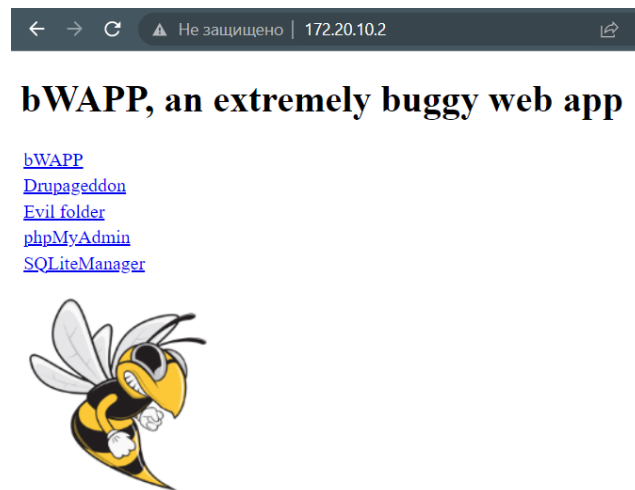 Не защищено | 172.20.10.2
bWAPP, an extremely buggy web app
bWAPP
Drupageddon
Evil folder
phpMyAdmin
SQLiteManager